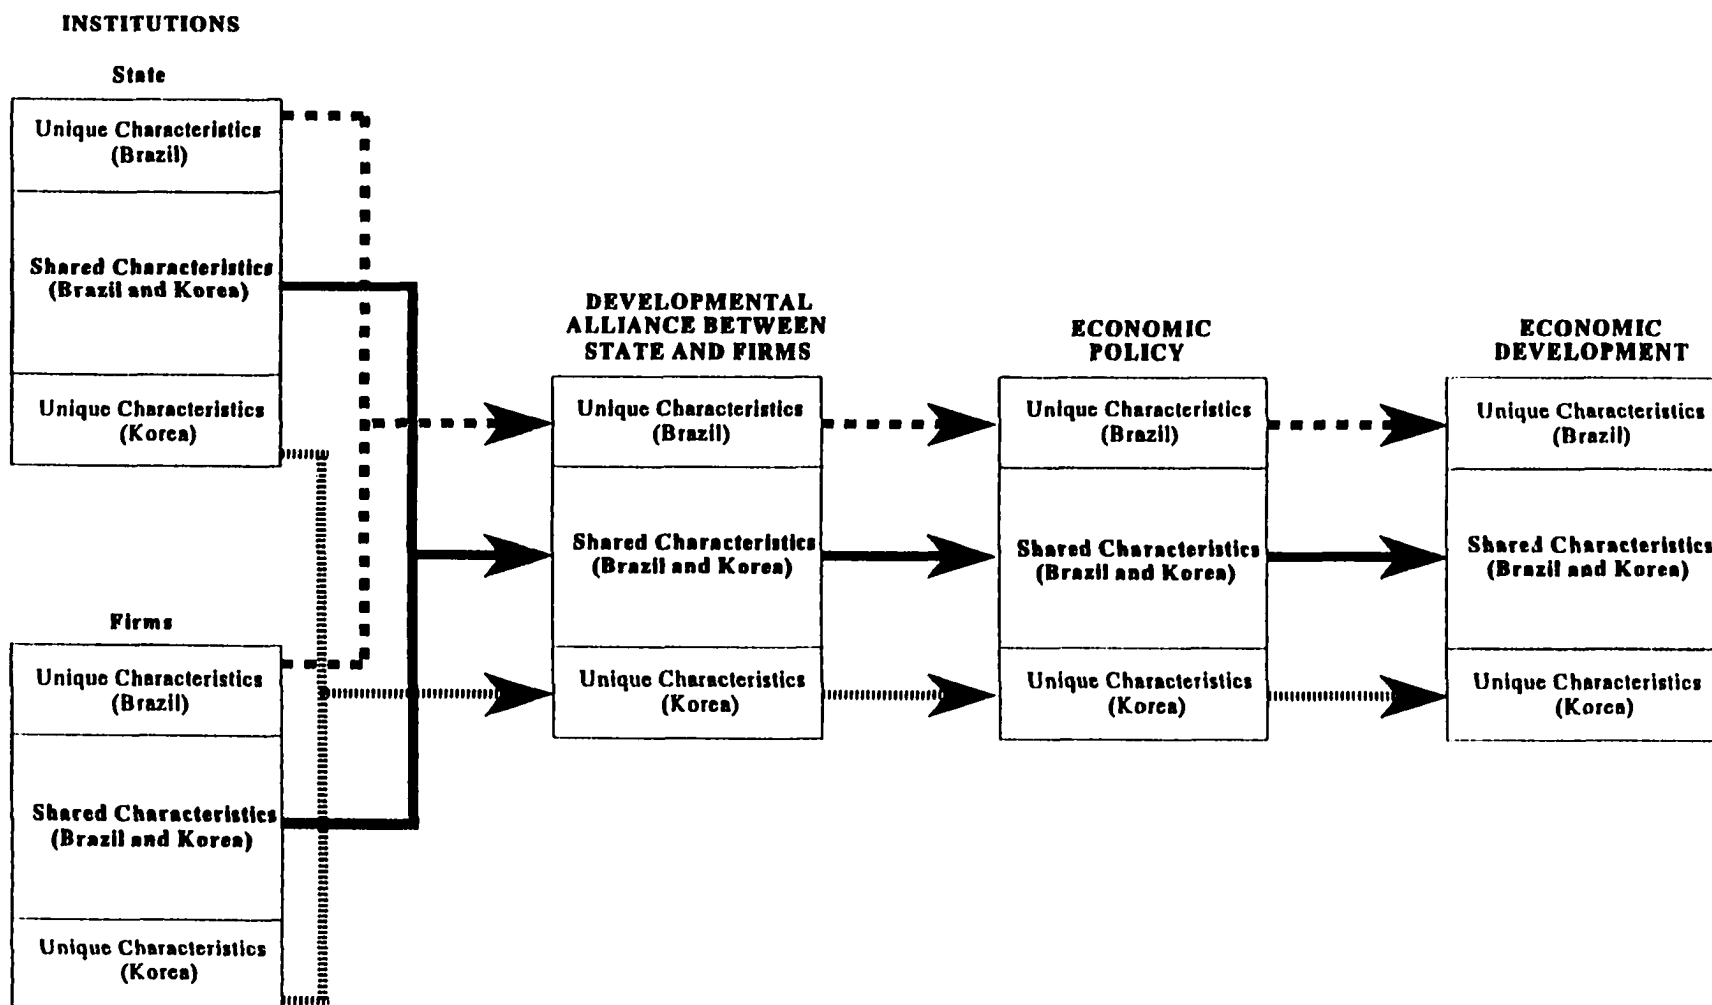 INSTITUTIONS
State
Unique Characteristics
(Brazil)
Shared Characteristics
(Brazil and Korea)
Unique Characteristics
(Korea)
Firms
Unique Characteristics
(Brazil)
Shared Characteristics
(Brazil and Korea)
Unique Characteristics
(Korea)
DEVELOPMENTAL
ALLIANCE BETWEEN
STATE AND FIRMS
Unique Characteristics
(Brazil)
Shared Characteristics
(Brazil and Korea)
Unique Characteristics
(Korea)
ECONOMIC
POLICY
Unique Characteristics
(Brazil)
Shared Characteristics
(Brazil and Korea)
Unique Characteristics
(Korea)
ECONOMIC
DEVELOPMENT
Unique Characteristics
(Brazil)
Shared Characteristics
(Brazil and Korea)
Unique Characteristics
(Korea)